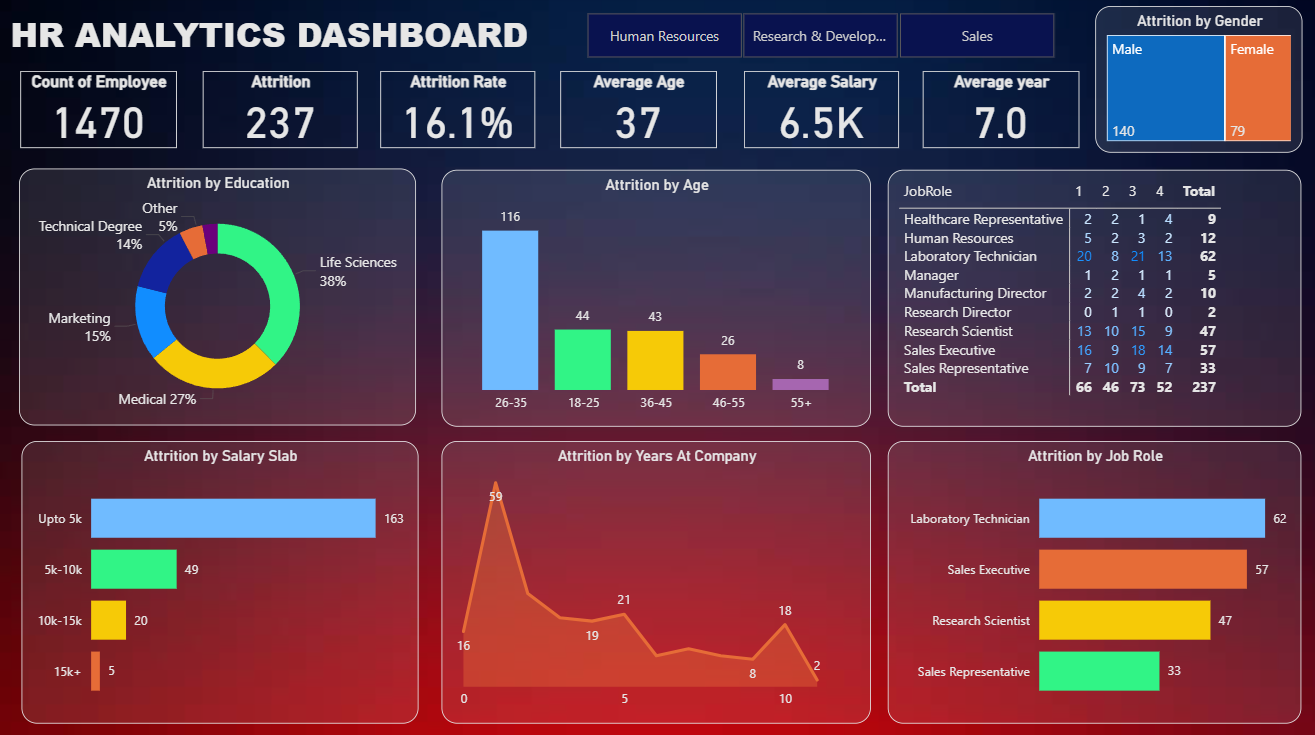 HR ANALYTICS DASHBOARD
Human Resources
Research & Develop...
Sales
Attrition by Gender
Male
Female
140
79
Count of Employee
1470
Attrition
237
Attrition Rate
16.1%
Average Age
37
Average Salary
6.5K
Average year
7.0
Attrition by Education
Other
5%
Technical Degree
14%
Life Sciences
38%
Marketing
15%
Medical 27%
Attrition by Age
116
44
43
26
8
26-35 18-25 36-45 46-55 55+
JobRole 1 2 3 4 Total
Healthcare Representative 2 2 1 4 9
Human Resources 5 2 3 2 12
Laboratory Technician 20 8 21 13 62
Manager 1 2 1 1 5
Manufacturing Director 2 2 4 2 10
Research Director 0 1 1 0 2
Research Scientist 13 10 15 9 47
Sales Executive 16 9 18 14 57
Sales Representative 7 10 9 7 33
Total 66 46 73 52 237
Attrition by Salary Slab
Upto 5k 163
5k-10k 49
10k-15k 20
15k+ 5
Attrition by Years At Company
59
21
18
19
16
2
8
0 5 10
Attrition by Job Role
Laboratory Technician 62
Sales Executive 57
Research Scientist 47
Sales Representative 33